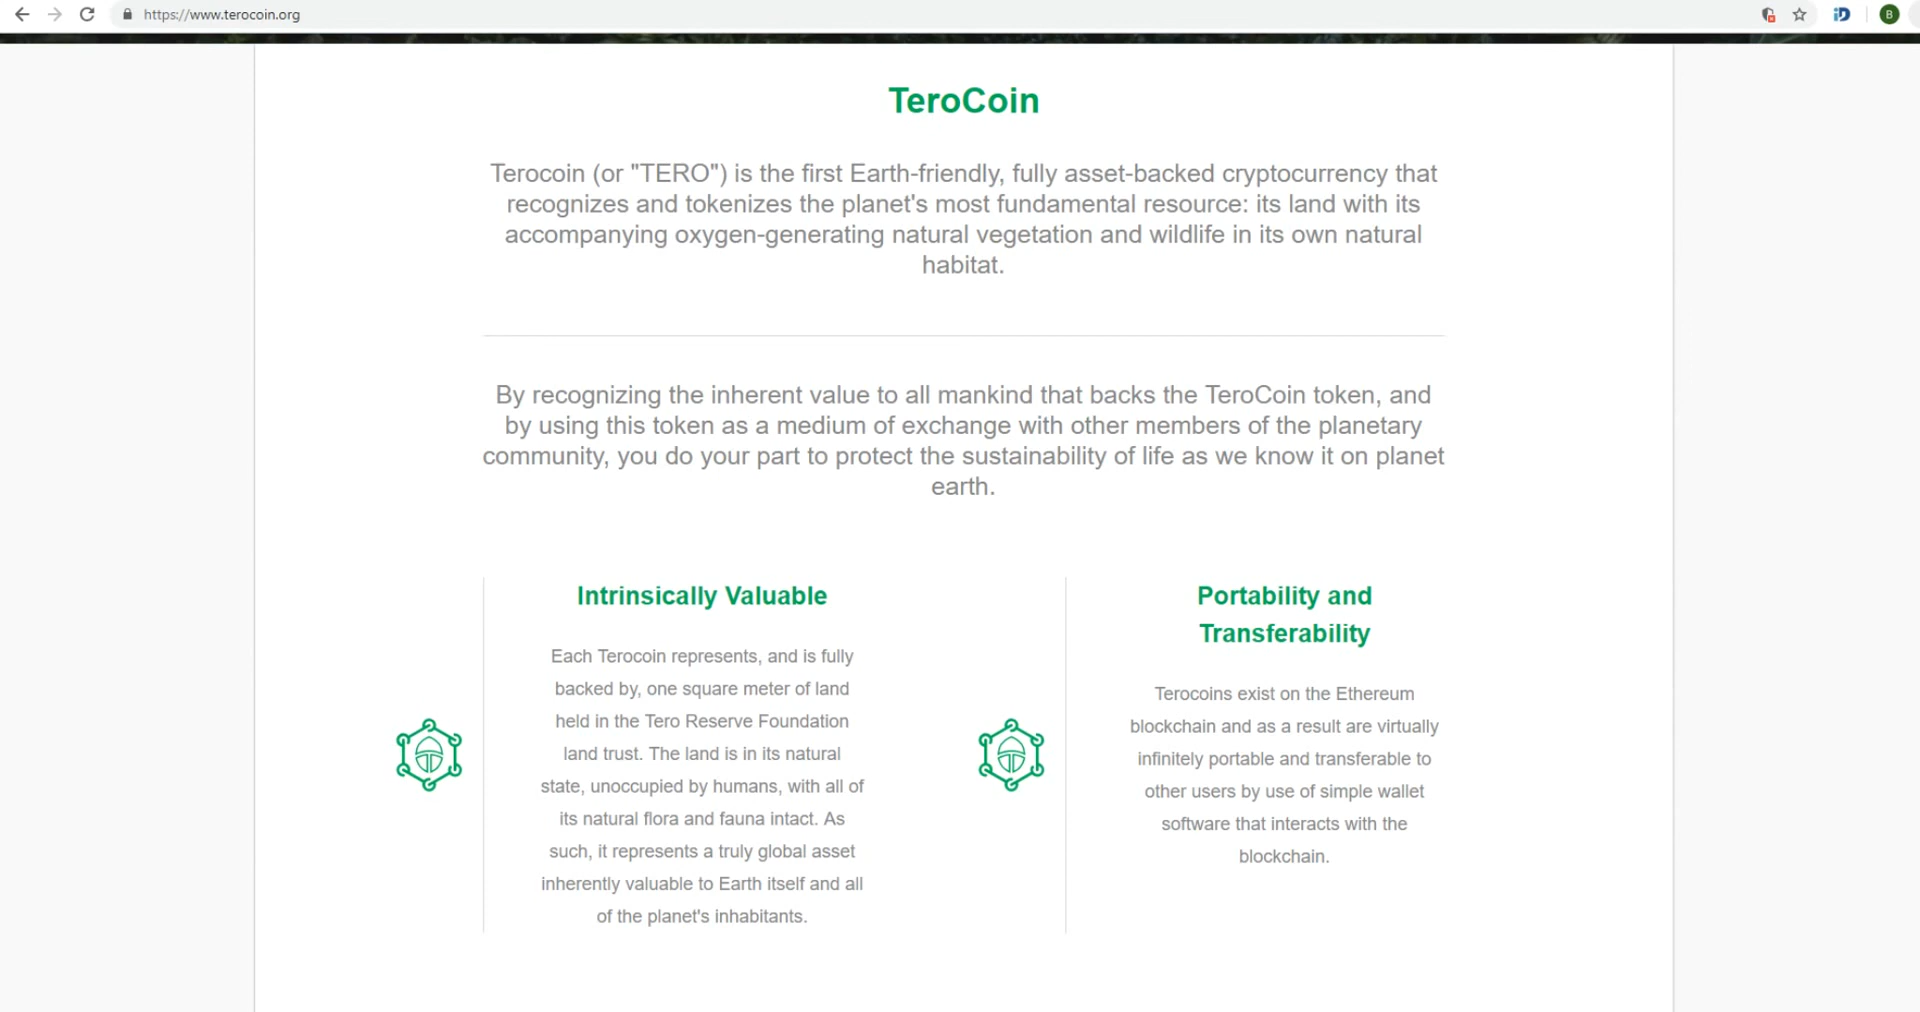 https://www.terocoin.org
B
TeroCoin
Terocoin (or "TERO") is the first Earth-friendly, fully asset-backed cryptocurrency that
recognizes and tokenizes the planet's most fundamental resource: its land with its
accompanying oxygen-generating natural vegetation and wildlife in its own natural
habitat.
By recognizing the inherent value to all mankind that backs the TeroCoin token, and
by using this token as a medium of exchange with other members of the planetary
community, you do your part to protect the sustainability of life as we know it on planet
earth.
Intrinsically Valuable
Each Terocoin represents, and is fully
backed by, one square meter of land
held in the Tero Reserve Foundation
land trust. The land is in its natural
state, unoccupied by humans, with all of
its natural flora and fauna intact. As
such, it represents a truly global asset
inherently valuable to Earth itself and all
of the planet's inhabitants.
Portability and
Transferability
Terocoins exist on the Ethereum
blockchain and as a result are virtually
infinitely portable and transferable to
other users by use of simple wallet
software that interacts with the
blockchain.